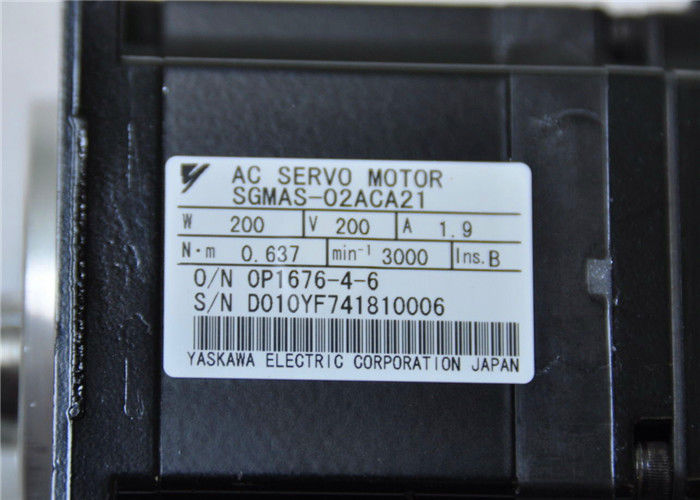 AC SERVO MOTOR
SGMAS-02ACA21
W 200 V 200 A 1.9
N·m 0.637 min⁻¹ 3000 Ins. B
O/N OP1676-4-6
S/N D010YF741810006
YASKAWA ELECTRIC CORPORATION JAPAN